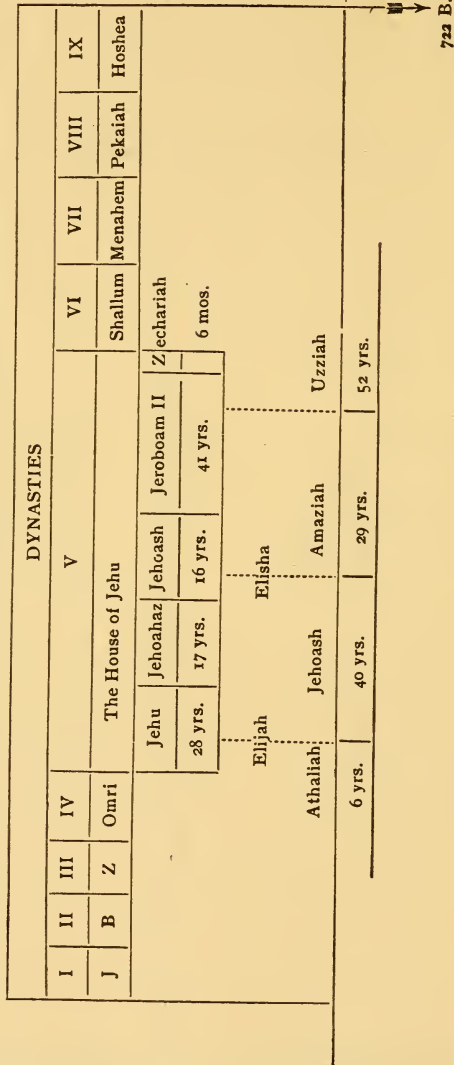 DYNASTIES
I II III IV V VI VII VIII IX
J B Z Omri The House of Jehu Shallum Menahem Pekaiah Hoshea
Jehu Jehoahaz Jehoash Jeroboam II Zechariah
28 yrs. 17 yrs. 16 yrs. 41 yrs. 6 mos.
Elijah Elisha
Athaliah Jehoash Amaziah Uzziah
6 yrs. 40 yrs. 29 yrs. 52 yrs.
722 B.